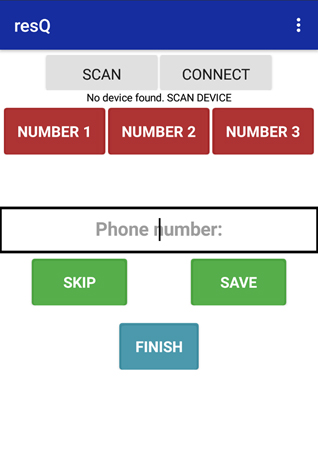 resQ
SCAN CONNECT
No device found. SCAN DEVICE
NUMBER 1 NUMBER 2 NUMBER 3
Phone number:
SKIP SAVE
FINISH